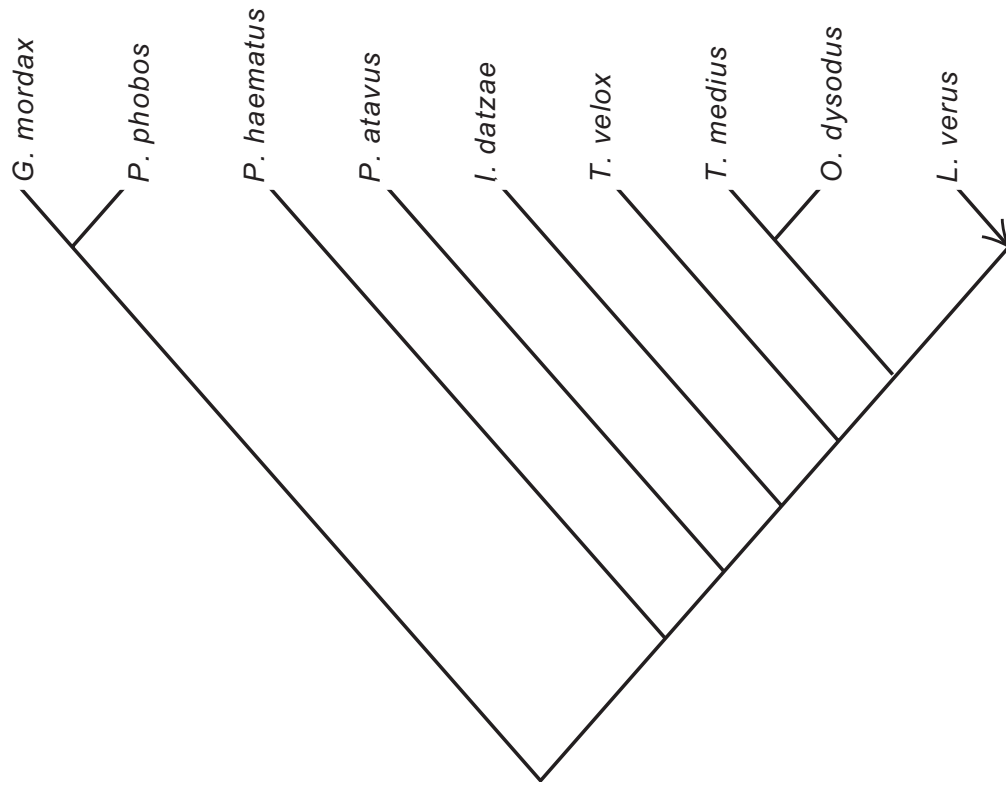 G. mordax
P. phobos
P. haematus
P. atavus
I. datzae
T. velox
T. medius
O. dysodus
L. verus